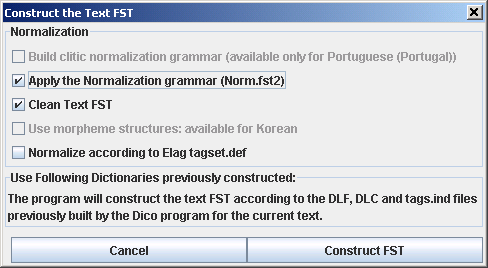 Construct the Text FST
Normalization
Build clitic normalization grammar (available only for Portuguese (Portugal))
Apply the Normalization grammar (Norm.fst2)
Clean Text FST
Use morpheme structures: available for Korean
Normalize according to Elag tagset.def
Use Following Dictionaries previously constructed:
The program will construct the text FST according to the DLF, DLC and tags.ind files
previously built by the Dico program for the current text.
Cancel
Construct FST